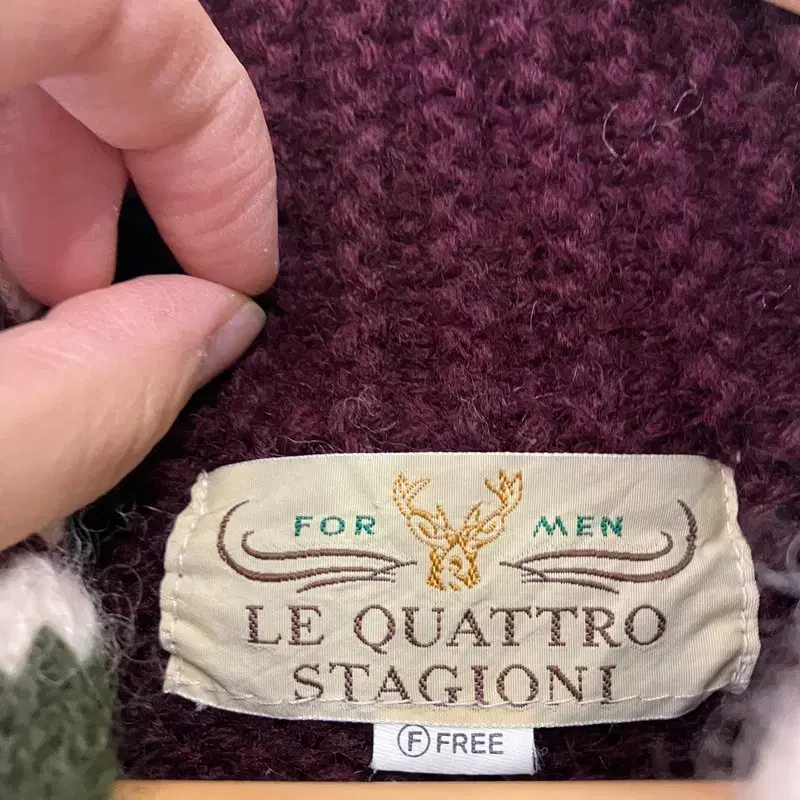 FOR MEN
LE QUATTRO
STAGIONI
Ⓕ FREE